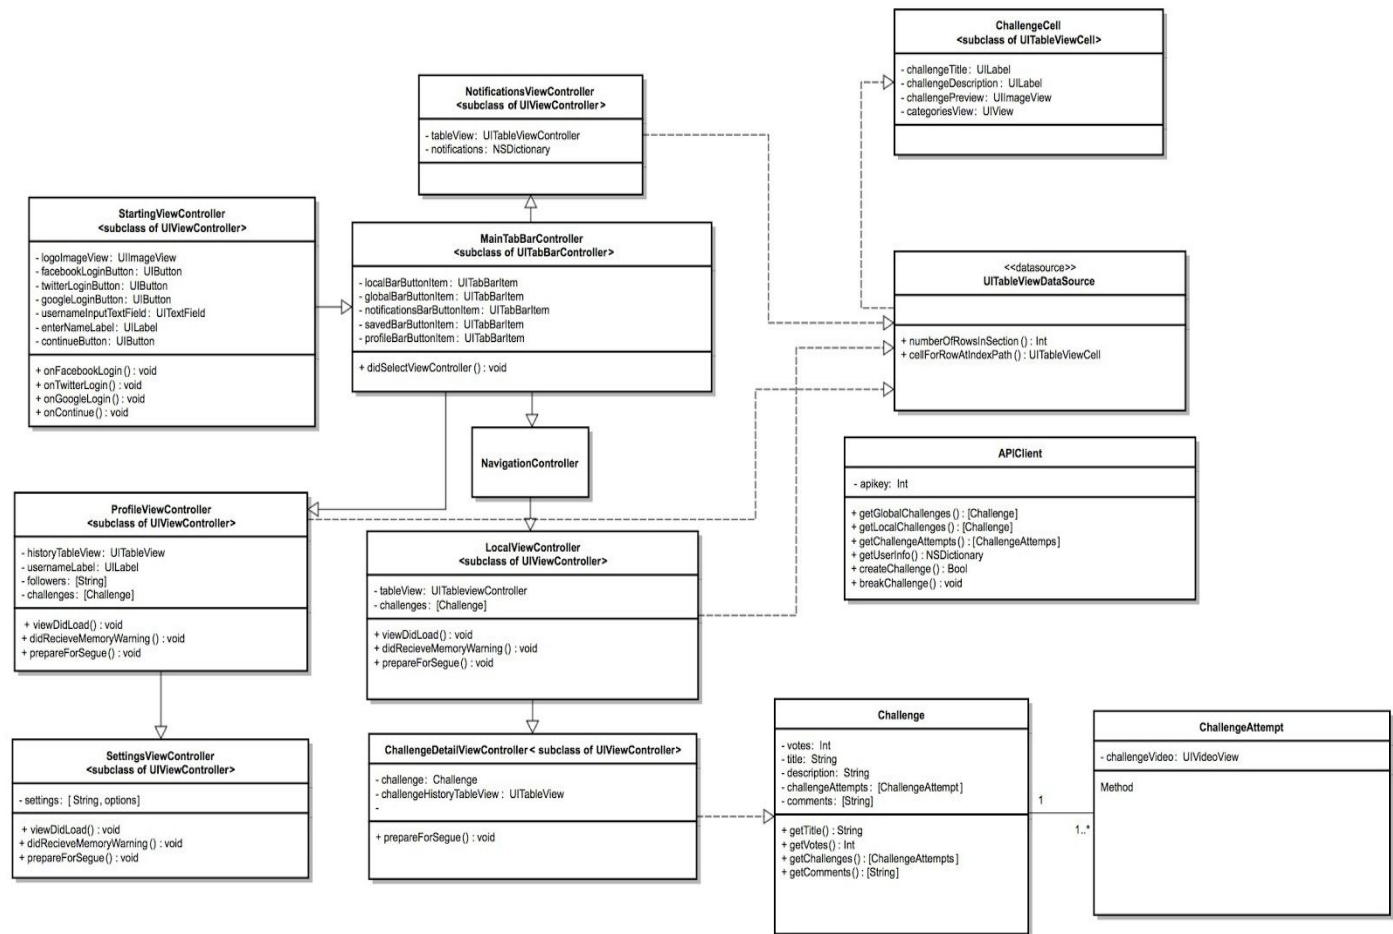 ChallengeCell
<subclass of UITableViewCell>
- challengeTitle: UILabel
- challengeDescription: UILabel
- challengePreview: UIImageView
- categoriesView: UIView
NotificationsViewController
<subclass of UIViewController>
- tableView: UITableViewController
- notifications: NSDictionary
StartingViewController
<subclass of UIViewController>
- logoImageView: UIImageView
- facebookLoginButton: UIButton
- twitterLoginButton: UIButton
- googleLoginButton: UIButton
- usernameInputTextField: UITextField
- enterNameLabel: UILabel
- continueButton: UIButton
+ onFacebookLogin() : void
+ onTwitterLogin() : void
+ onGoogleLogin() : void
+ onContinue() : void
MainTabBarController
<subclass of UITabBarController>
- localBarButtonItem: UITabBarItem
- globalBarButtonItem: UITabBarItem
- notificationsBarButtonItem: UITabBarItem
- savedBarButtonItem: UITabBarItem
- profileBarButtonItem: UITabBarItem
+ didSelectViewController() : void
<<datasource>>
UITableViewDataSource
+ numberOfRowsInSection() : Int
+ cellForRowAtIndexPath() : UITableViewCell
NavigationController
APIClient
- apikey: Int
+ getGlobalChallenges() : [Challenge]
+ getLocalChallenges() : [Challenge]
+ getChallengeAttempts() : [ChallengeAttemps]
+ getUserInfo() : NSDictionary
+ createChallenge() : Bool
+ breakChallenge() : void
ProfileViewController
<subclass of UIViewController>
- historyTableView: UITableView
- usernameLabel: UILabel
- followers: [String]
- challenges: [Challenge]
+ viewDidLoad() : void
+ didRecieveMemoryWarning() : void
+ prepareForSegue() : void
LocalViewController
<subclass of UIViewController>
- tableView: UITableviewController
- challenges: [Challenge]
+ viewDidLoad() : void
+ didRecieveMemoryWarning() : void
+ prepareForSegue() : void
SettingsViewController
<subclass of UIViewController>
- settings: [ String, options]
+ viewDidLoad() : void
+ didRecieveMemoryWarning() : void
+ prepareForSegue() : void
ChallengeDetailViewController< subclass of UIViewController>
- challenge: Challenge
- challengeHistoryTableView: UITableView
-
+ prepareForSegue() : void
Challenge
- votes: Int
- title: String
- description: String
- challengeAttempts: [ChallengeAttempt]
- comments: [String]
+ getTitle() : String
+ getVotes() : Int
+ getChallenges() : [ChallengeAttempts]
+ getComments() : [String]
1
1..*
ChallengeAttempt
- challengeVideo: UIVideoView
Method